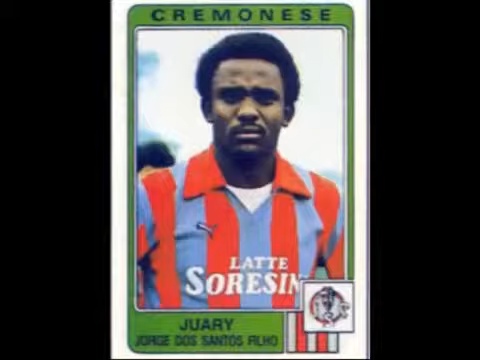 CREMONESE
LATTE
SORESIN
JUARY
JORGE DOS SANTOS FILHO